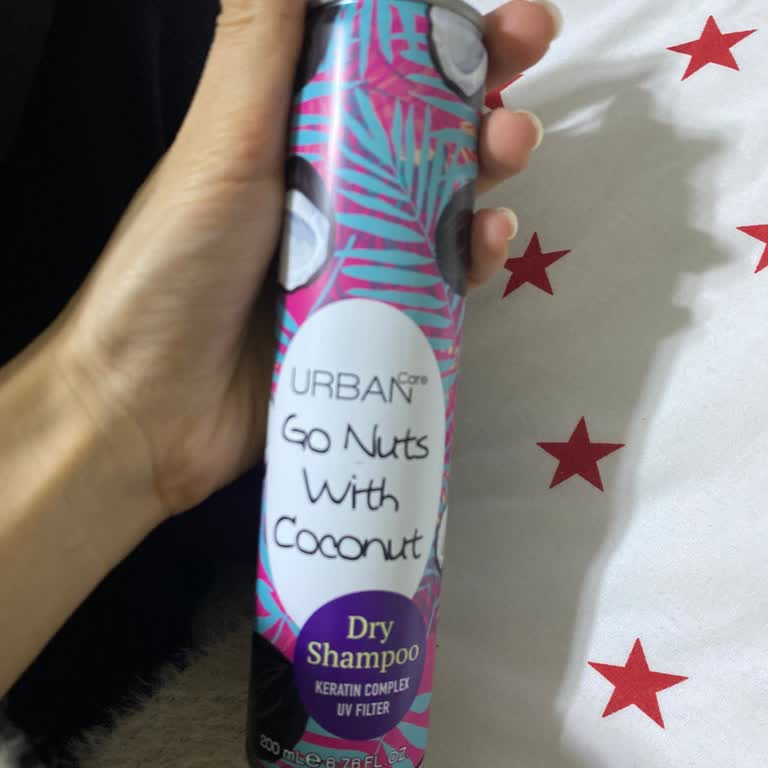 URBAN Care
Go Nuts
With
Coconut
Dry
Shampoo
KERATIN COMPLEX
UV FILTER
200 mL e 6.76 FL.OZ